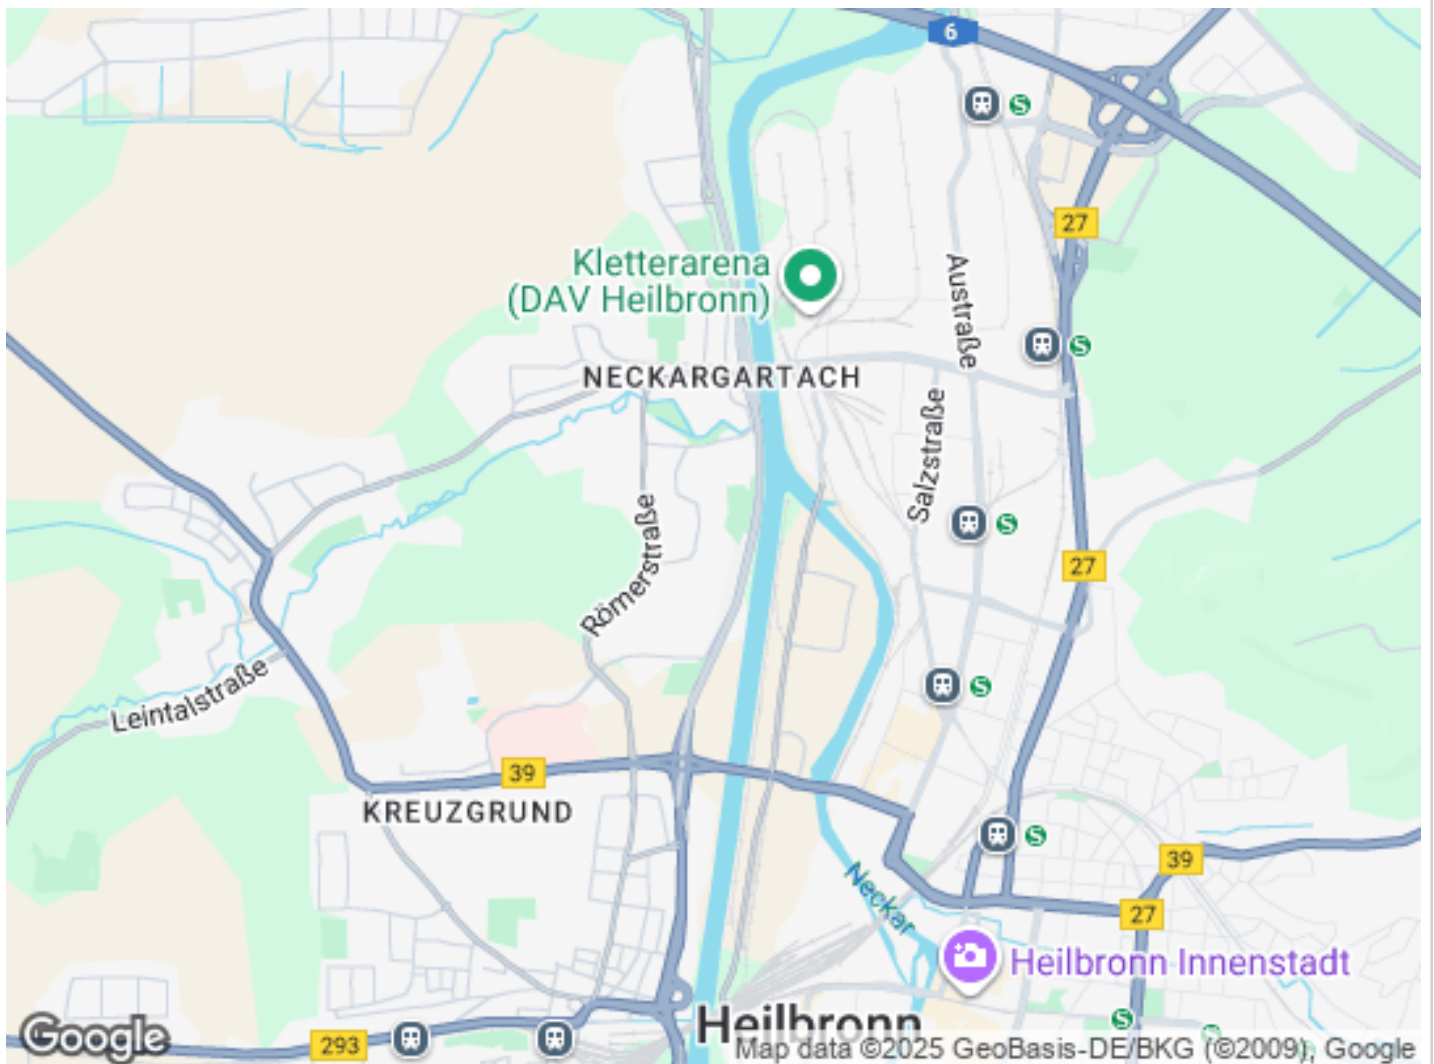 6
S
27
Kletterarena
(DAV Heilbronn)
Austraße
S
NECKARGARTACH
Salzstraße
S
Römerstraße
27
Leintalstraße
S
39
KREUZGRUND
S
39
Neckar
27
Heilbronn Innenstadt
Heilbronn
S
S
Google
293
Map data ©2025 GeoBasis-DE/BKG (©2009), Google